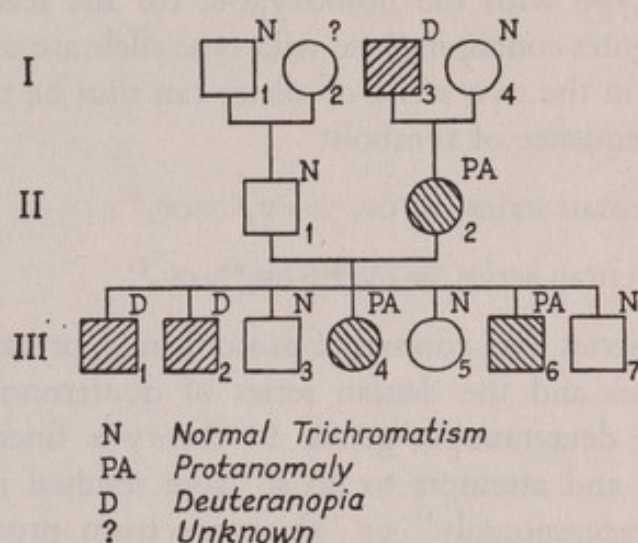 N ? D N
I 1 2 3 4
N PA
II 1 2
D D N PA N PA N
III 1 2 3 4 5 6 7
N Normal Trichromatism
PA Protanomaly
D Deuteranopia
? Unknown